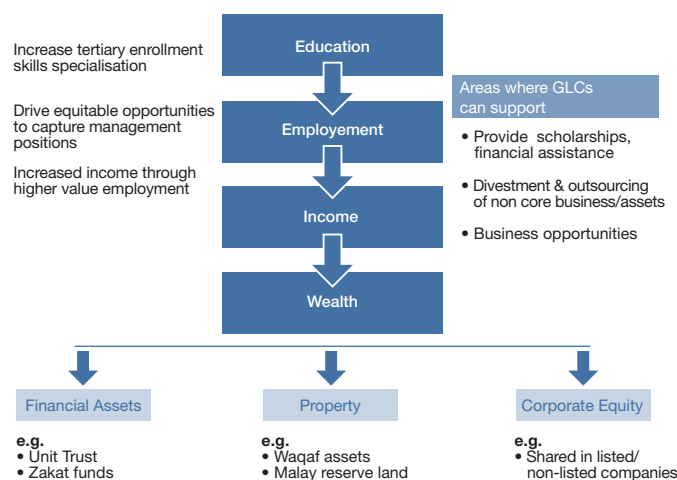 Increase tertiary enrollment
skills specialisation
Education
Drive equitable opportunities
to capture management
positions
Employement
Increased income through
higher value employment
Income
Wealth
Areas where GLCs
can support
• Provide scholarships,
financial assistance
• Divestment & outsourcing
of non core business/assets
• Business opportunities
Financial Assets
e.g.
• Unit Trust
• Zakat funds
Property
e.g.
• Waqaf assets
• Malay reserve land
Corporate Equity
e.g.
• Shared in listed/
non-listed companies